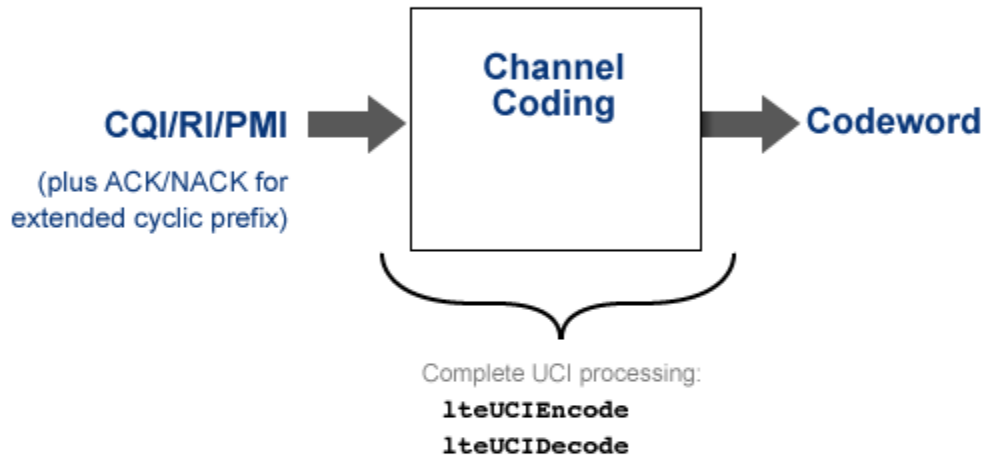 Channel
Coding
CQI/RI/PMI
Codeword
(plus ACK/NACK for
extended cyclic prefix)
Complete UCI processing:
lteUCIEncode
lteUCIDecode